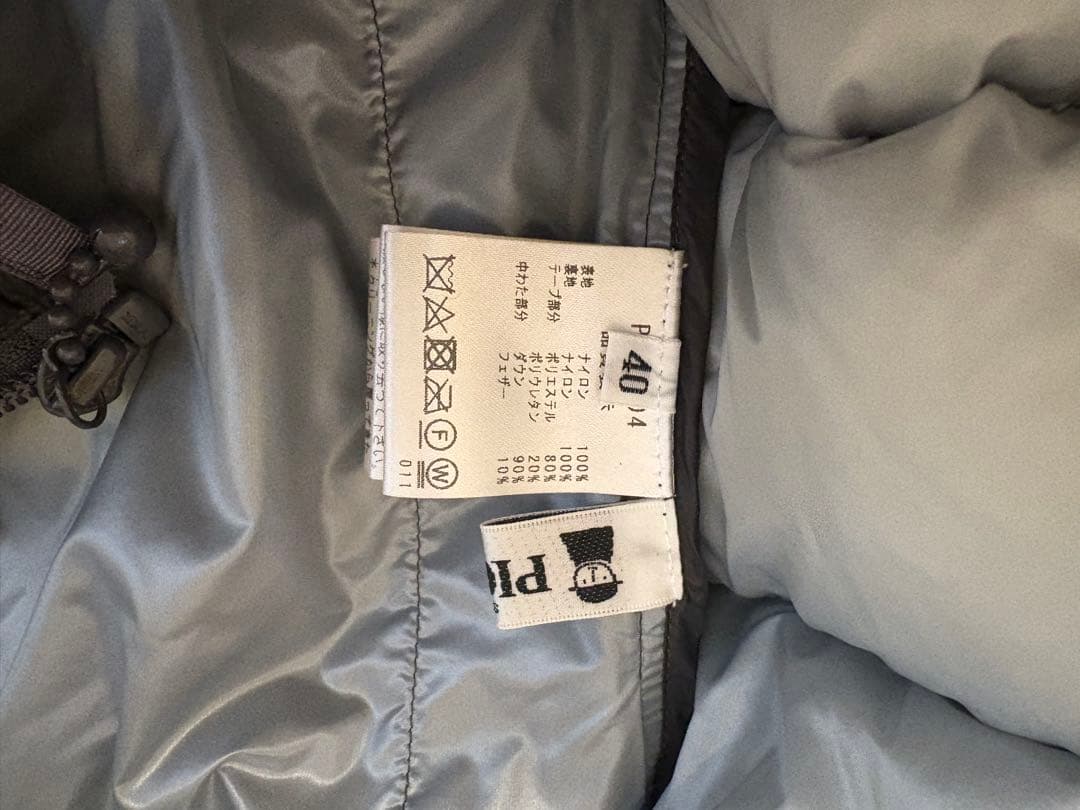 40
04
表地 ナイロン 100%
裏地 ナイロン 100%
テープ部分 ポリエステル 80%
ポリウレタン 20%
中わた部分 ダウン 90%
フェザー 10%
F W
011